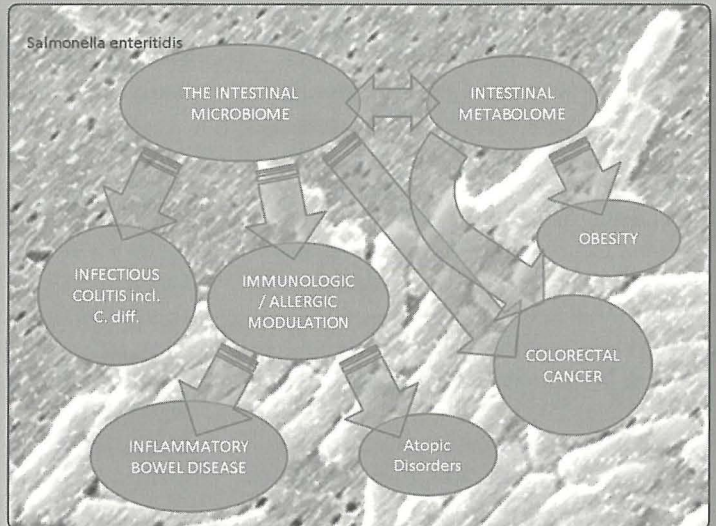 Salmonella enteritidis
THE INTESTINAL
MICROBIOME
INTESTINAL
METABOLOME
OBESITY
INFECTIOUS
COLITIS incl.
C. diff.
IMMUNOLOGIC
/ ALLERGIC
MODULATION
COLORECTAL
CANCER
INFLAMMATORY
BOWEL DISEASE
Atopic
Disorders